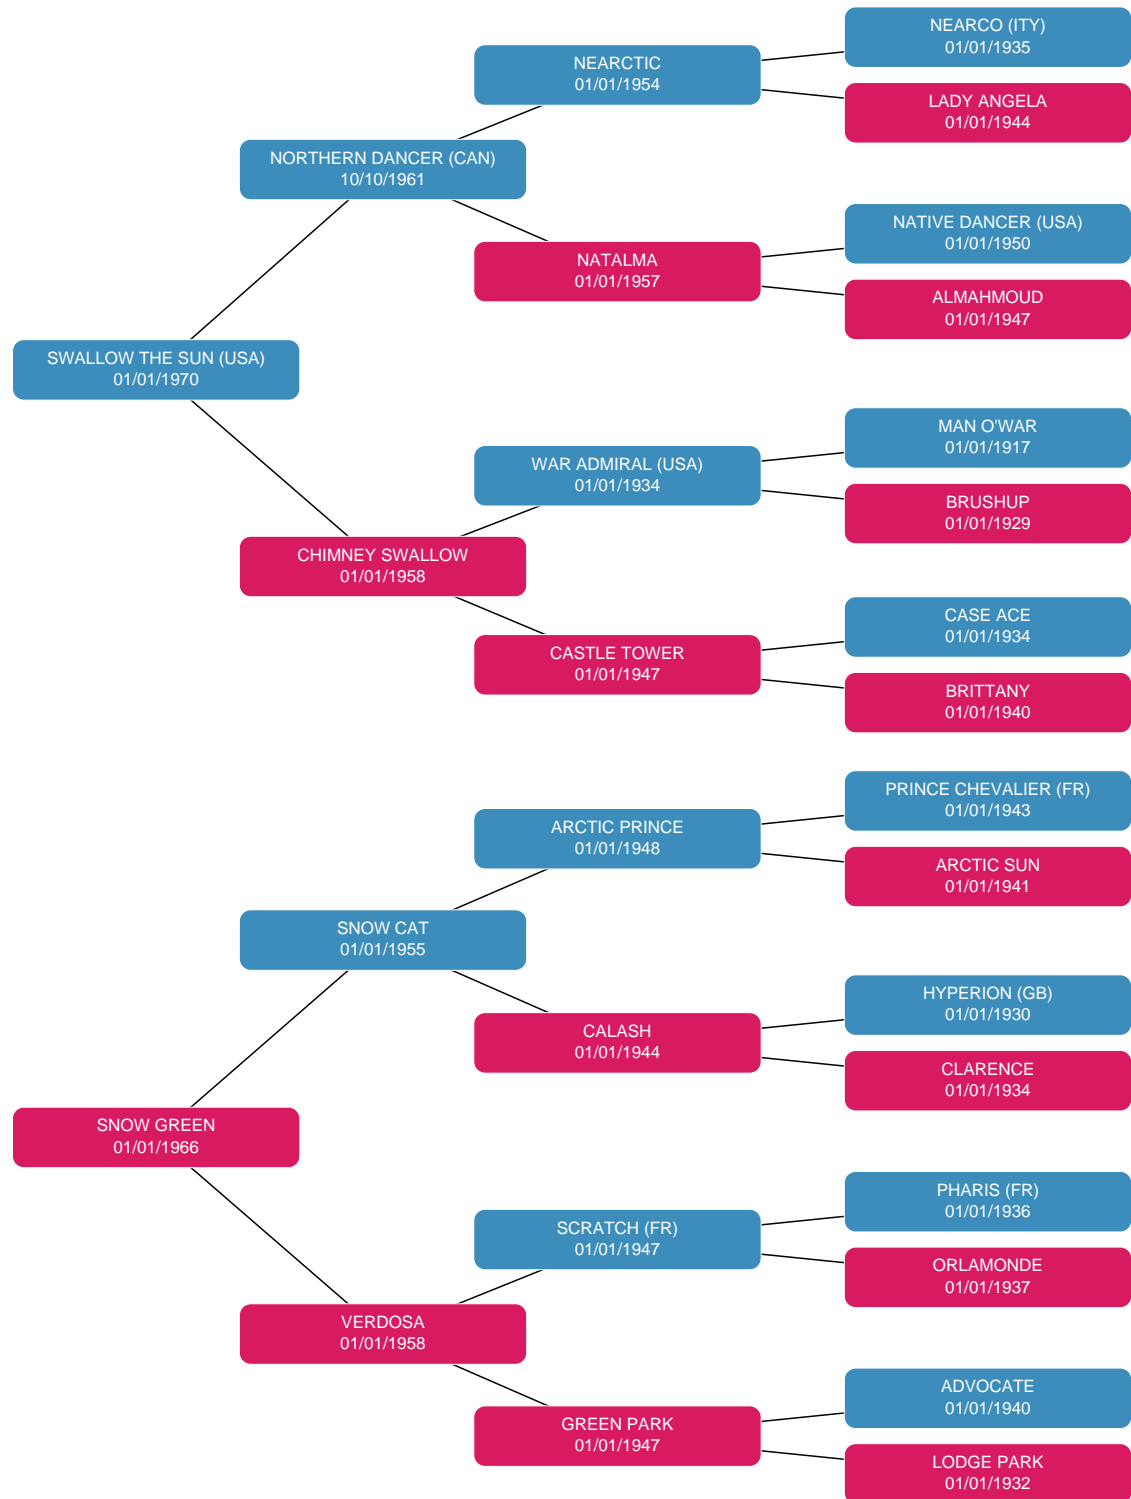 NEARCO (ITY)
01/01/1935
NEARCTIC
01/01/1954
LADY ANGELA
01/01/1944
NORTHERN DANCER (CAN)
10/10/1961
NATIVE DANCER (USA)
01/01/1950
NATALMA
01/01/1957
ALMAHMOUD
01/01/1947
SWALLOW THE SUN (USA)
01/01/1970
MAN O'WAR
01/01/1917
WAR ADMIRAL (USA)
01/01/1934
BRUSHUP
01/01/1929
CHIMNEY SWALLOW
01/01/1958
CASE ACE
01/01/1934
CASTLE TOWER
01/01/1947
BRITTANY
01/01/1940
PRINCE CHEVALIER (FR)
01/01/1943
ARCTIC PRINCE
01/01/1948
ARCTIC SUN
01/01/1941
SNOW CAT
01/01/1955
HYPERION (GB)
01/01/1930
CALASH
01/01/1944
CLARENCE
01/01/1934
SNOW GREEN
01/01/1966
PHARIS (FR)
01/01/1936
SCRATCH (FR)
01/01/1947
ORLAMONDE
01/01/1937
VERDOSA
01/01/1958
ADVOCATE
01/01/1940
GREEN PARK
01/01/1947
LODGE PARK
01/01/1932